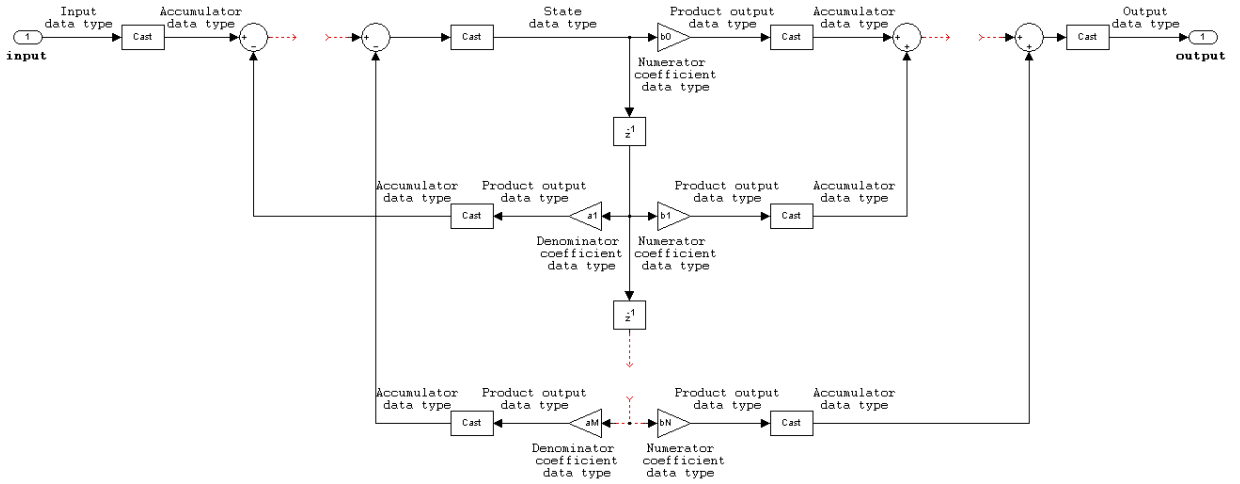 Input
data type
Accumulator
data type
State
data type
Product output
data type
Accumulator
data type
Output
data type
1
input
Cast
+
−
+
−
Cast
b0
Cast
+
+
+
+
Cast
1
output
Numerator
coefficient
data type
z-1
Accumulator
data type
Product output
data type
Product output
data type
Accumulator
data type
Cast
a1
b1
Cast
Denominator
coefficient
data type
Numerator
coefficient
data type
z-1
Accumulator
data type
Product output
data type
Product output
data type
Accumulator
data type
Cast
aM
bN
Cast
Denominator
coefficient
data type
Numerator
coefficient
data type